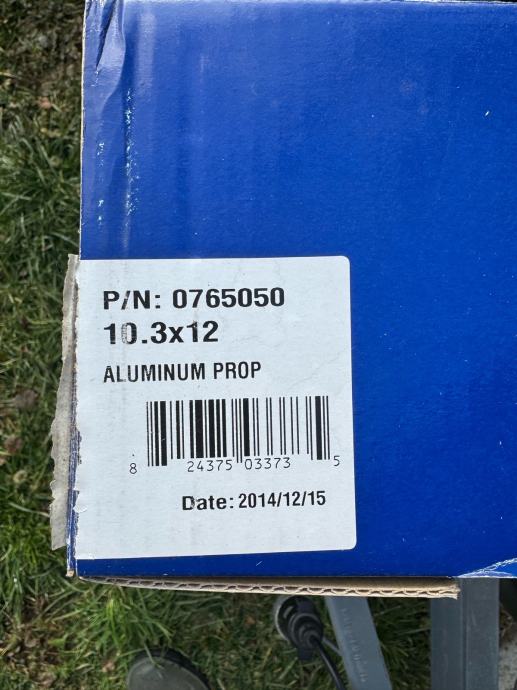 P/N: 0765050
10.3x12
ALUMINUM PROP
8 24375 03373 5
Date: 2014/12/15